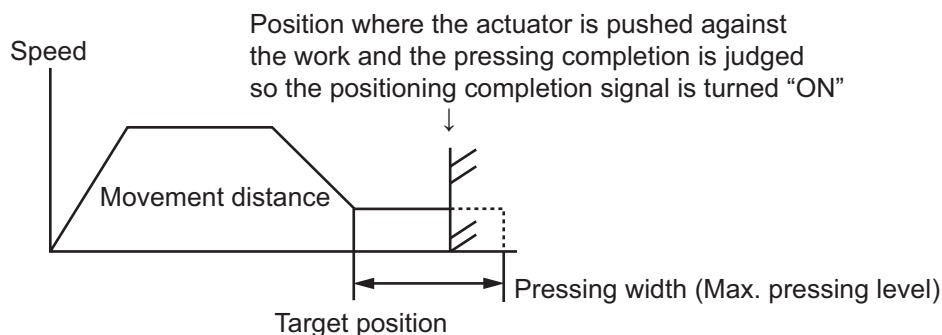 Position where the actuator is pushed against
the work and the pressing completion is judged
so the positioning completion signal is turned “ON”
Speed
↓
Movement distance
Pressing width (Max. pressing level)
Target position